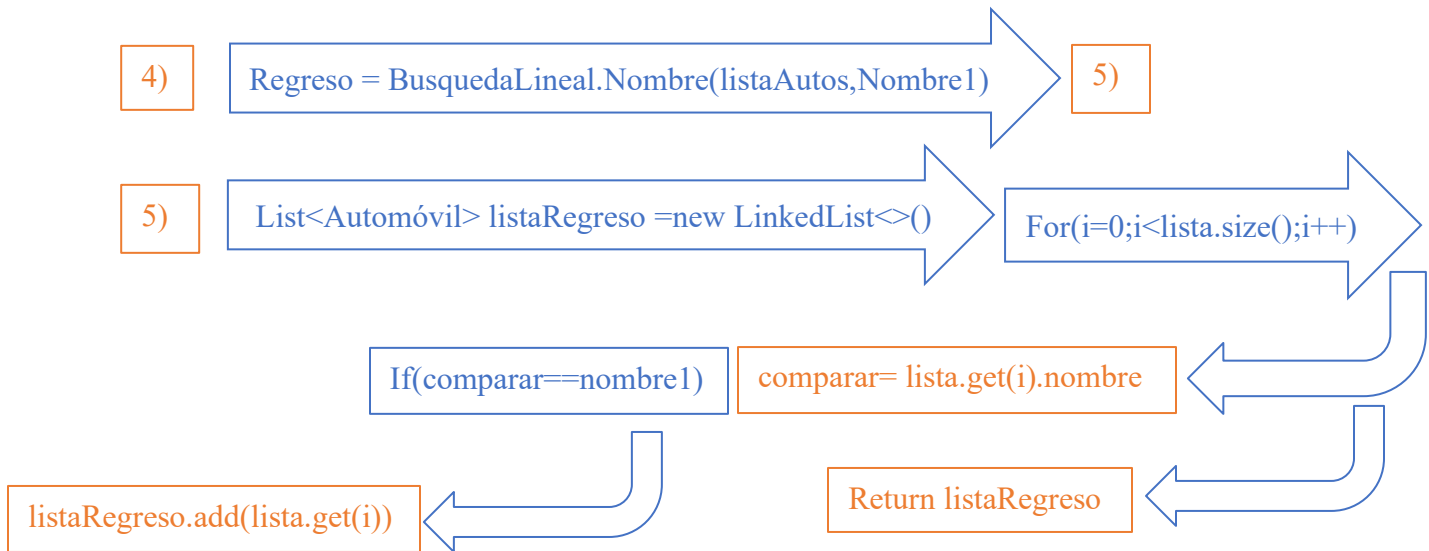 4)
Regreso = BusquedaLineal.Nombre(listaAutos,Nombre1)
5)
5)
List<Automóvil> listaRegreso =new LinkedList<>()
For(i=0;i<lista.size();i++)
If(comparar==nombre1)
comparar= lista.get(i).nombre
listaRegreso.add(lista.get(i))
Return listaRegreso